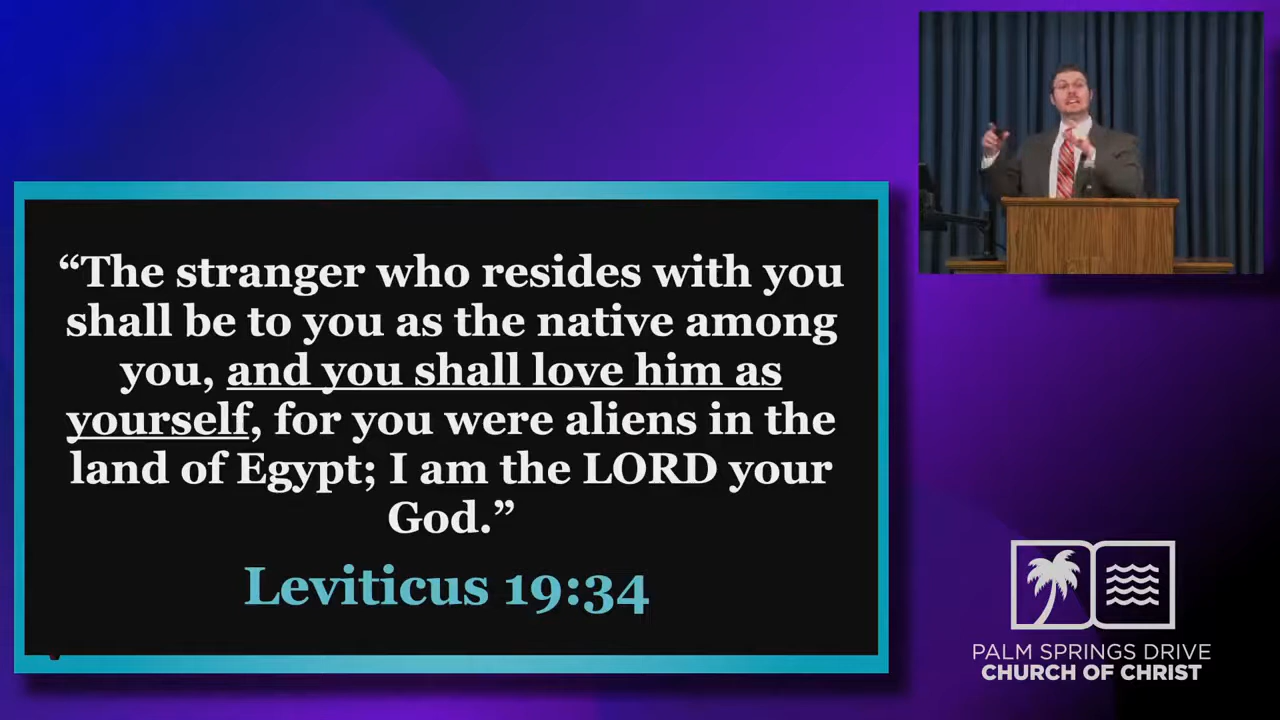 “The stranger who resides with you
shall be to you as the native among
you, and you shall love him as
yourself, for you were aliens in the
land of Egypt; I am the LORD your
God.”
Leviticus 19:34
PALM SPRINGS DRIVE
CHURCH OF CHRIST